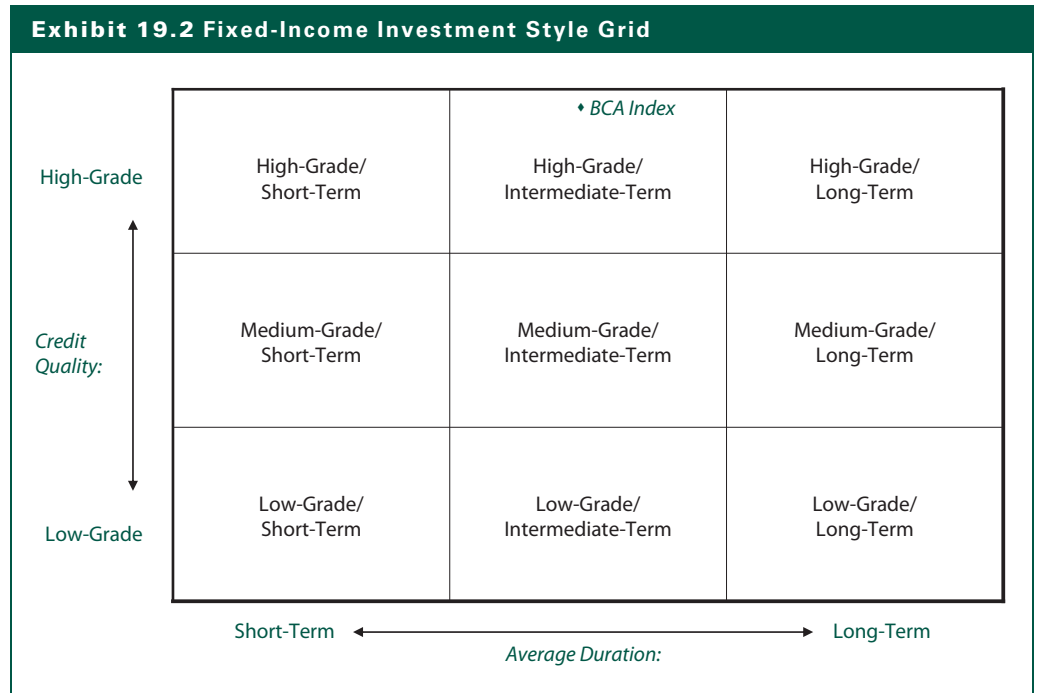 Exhibit 19.2 Fixed-Income Investment Style Grid
♦ BCA Index
High-Grade
High-Grade/
Short-Term
High-Grade/
Intermediate-Term
High-Grade/
Long-Term
Credit
Quality:
Medium-Grade/
Short-Term
Medium-Grade/
Intermediate-Term
Medium-Grade/
Long-Term
Low-Grade
Low-Grade/
Short-Term
Low-Grade/
Intermediate-Term
Low-Grade/
Long-Term
Short-Term
Long-Term
Average Duration: